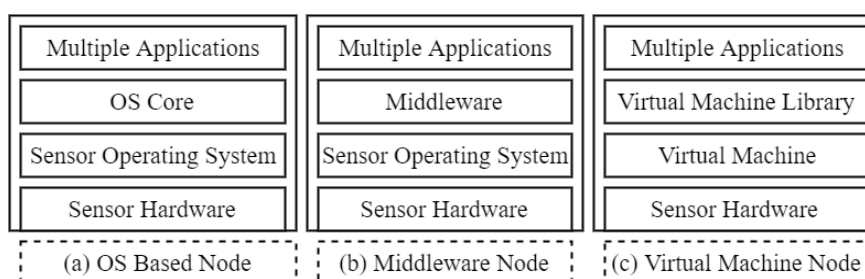 Multiple Applications
OS Core
Sensor Operating System
Sensor Hardware
(a) OS Based Node
Multiple Applications
Middleware
Sensor Operating System
Sensor Hardware
(b) Middleware Node
Multiple Applications
Virtual Machine Library
Virtual Machine
Sensor Hardware
(c) Virtual Machine Node